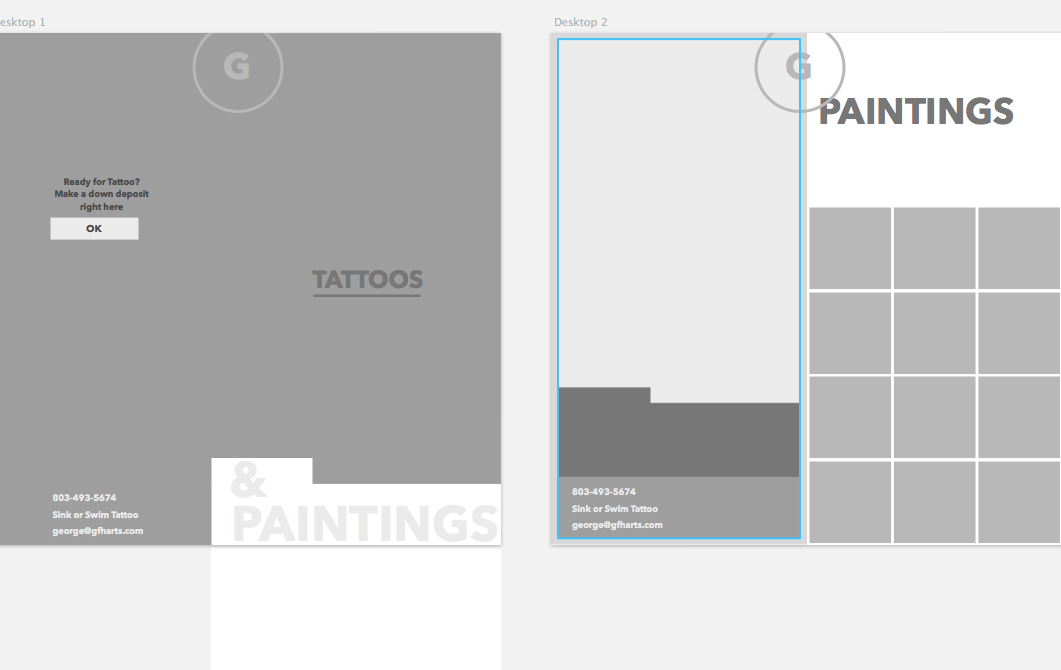 esktop 1
G
Ready for Tattoo?
Make a down deposit
right here
OK
TATTOOS
&
PAINTINGS
803-493-5674
Sink or Swim Tattoo
george@gfharts.com
Desktop 2
G
PAINTINGS
803-493-5674
Sink or Swim Tattoo
george@gfharts.com